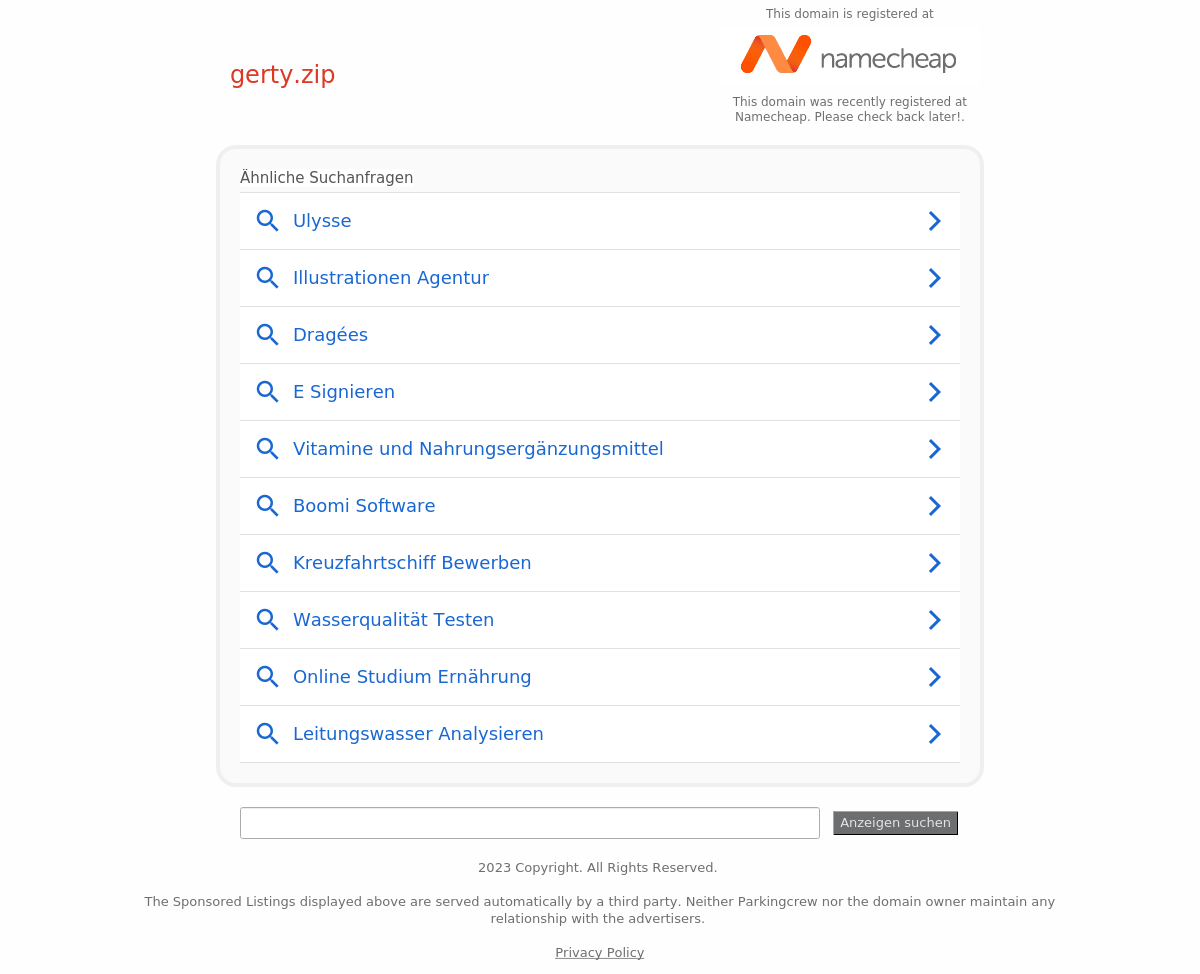 This domain is registered at
namecheap
gerty.zip
This domain was recently registered at
Namecheap. Please check back later!.
Ähnliche Suchanfragen
Ulysse
Illustrationen Agentur
Dragées
E Signieren
Vitamine und Nahrungsergänzungsmittel
Boomi Software
Kreuzfahrtschiff Bewerben
Wasserqualität Testen
Online Studium Ernährung
Leitungswasser Analysieren
Anzeigen suchen
2023 Copyright. All Rights Reserved.
The Sponsored Listings displayed above are served automatically by a third party. Neither Parkingcrew nor the domain owner maintain any
relationship with the advertisers.
Privacy Policy